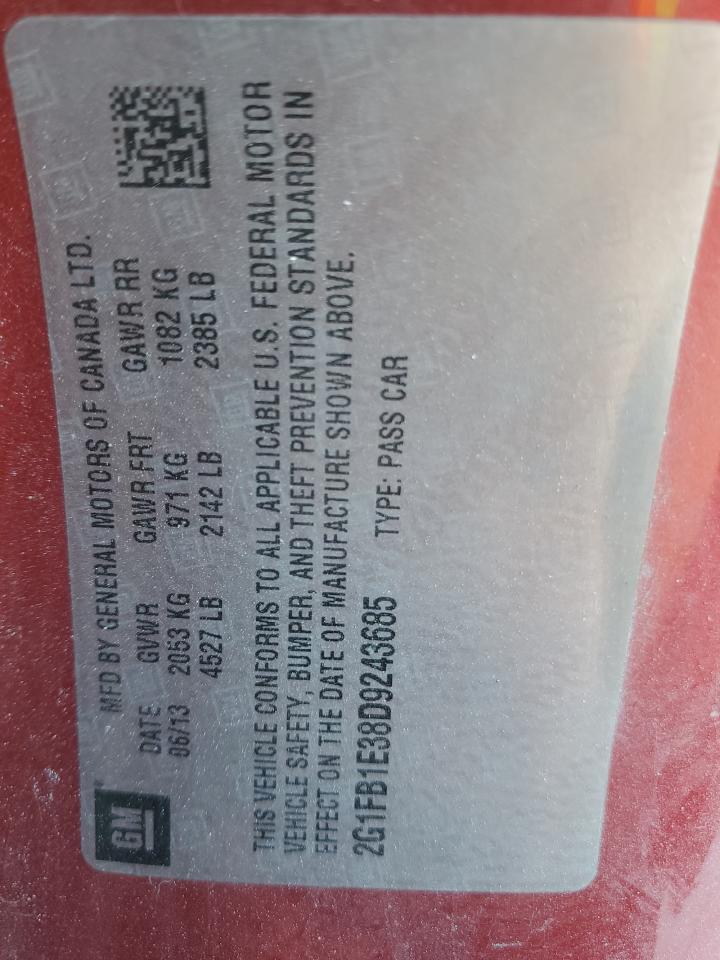 GM
MFD BY GENERAL MOTORS OF CANADA LTD.
DATE GVWR GAWR FRT GAWR RR
06/13 2053 KG 971 KG 1082 KG
4527 LB 2142 LB 2385 LB
THIS VEHICLE CONFORMS TO ALL APPLICABLE U.S. FEDERAL MOTOR
VEHICLE SAFETY, BUMPER, AND THEFT PREVENTION STANDARDS IN
EFFECT ON THE DATE OF MANUFACTURE SHOWN ABOVE.
2G1FB1E38D9243685 TYPE: PASS CAR